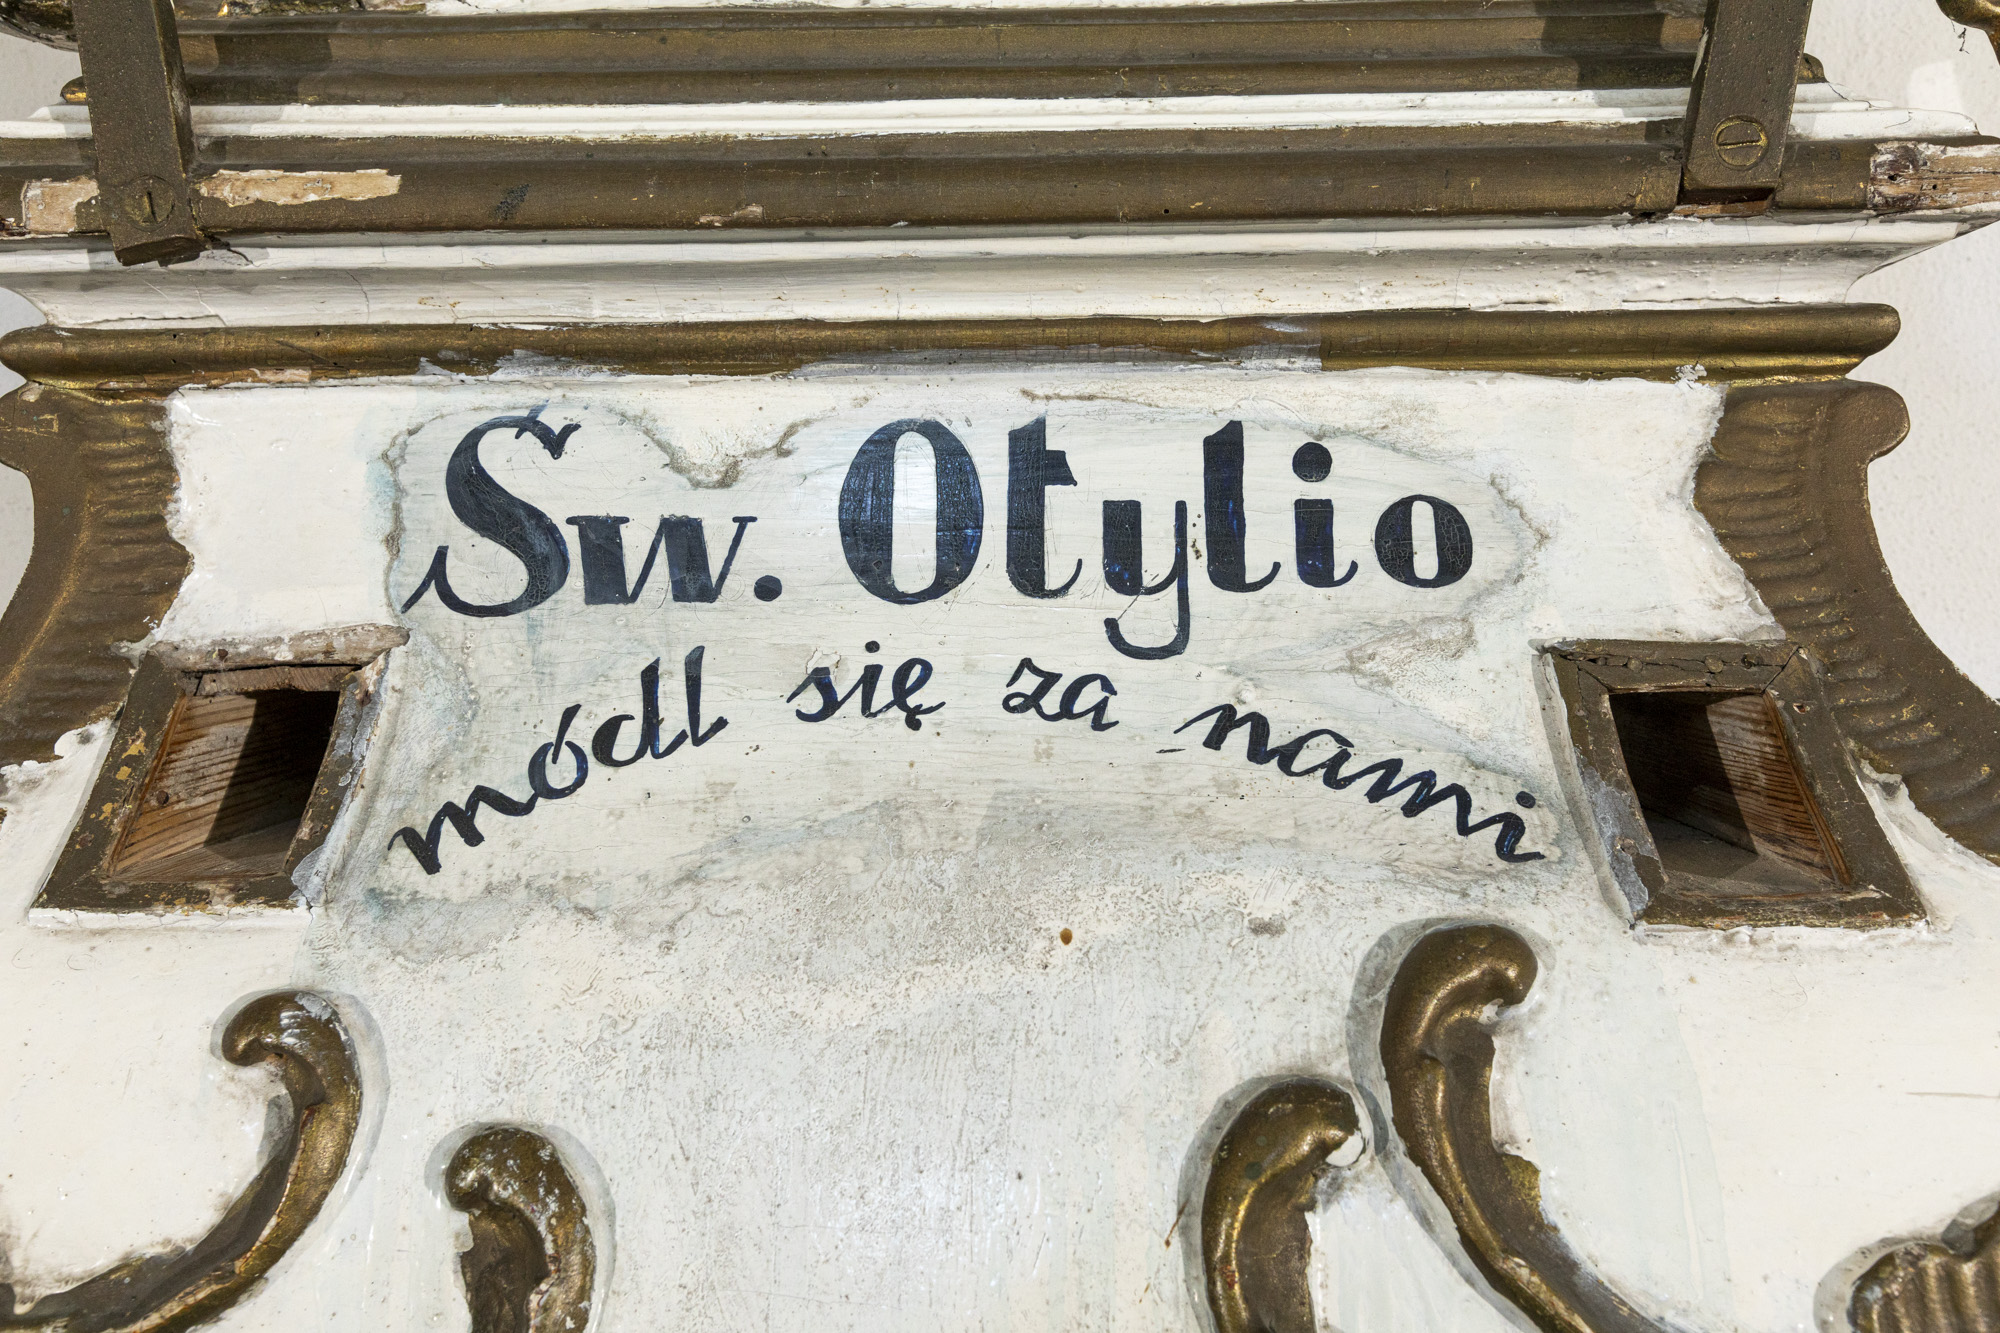 Św. Otylio
módl się za nami